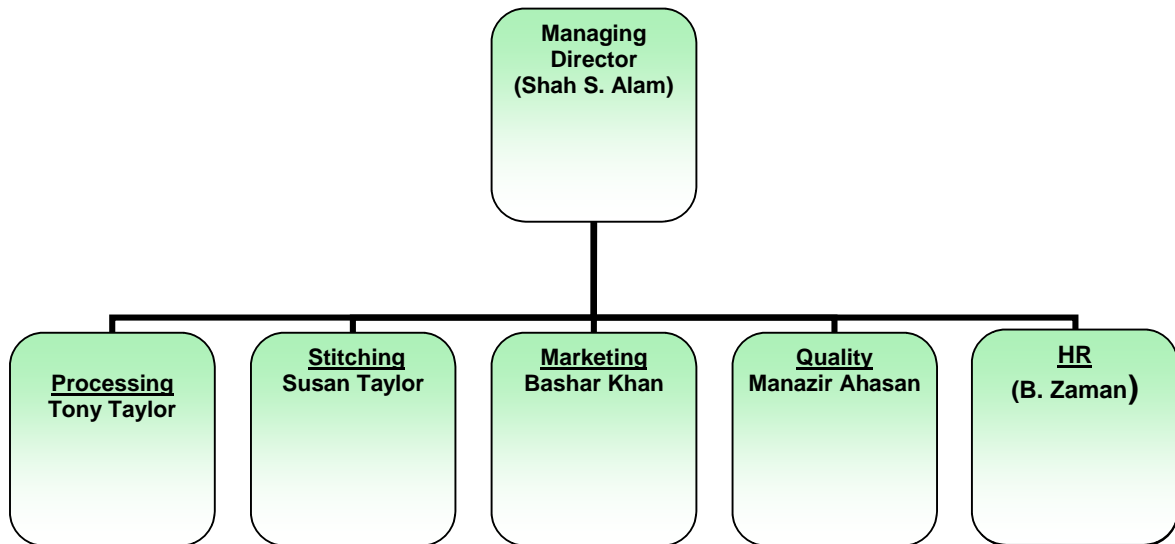 Managing
Director
(Shah S. Alam)
Processing
Tony Taylor
Stitching
Susan Taylor
Marketing
Bashar Khan
Quality
Manazir Ahasan
HR
(B. Zaman)